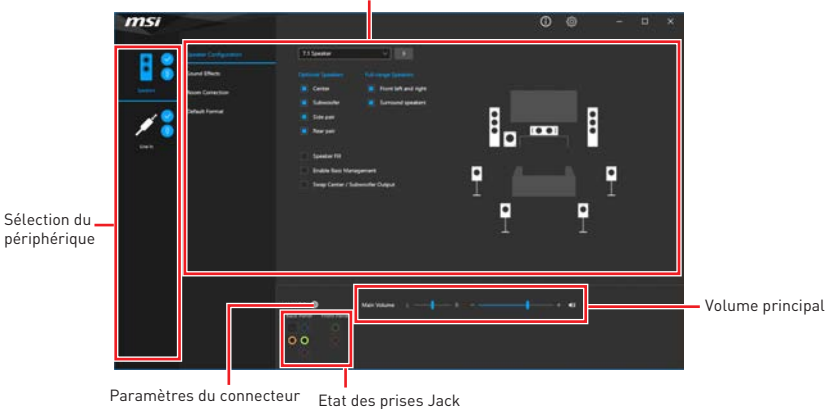 msi
Speaker Configuration
Sound Effects
Room Correction
Default Format
Speakers
Line In
7.1 Speaker
Optional Speakers
Full-range Speakers
Center
Subwoofer
Side pair
Rear pair
Front left and right
Surround speakers
Speaker Fill
Enable Bass Management
Swap Center / Subwoofer Output
Sélection du
périphérique
Main Volume
L
R
Volume principal
Paramètres du connecteur
Etat des prises Jack